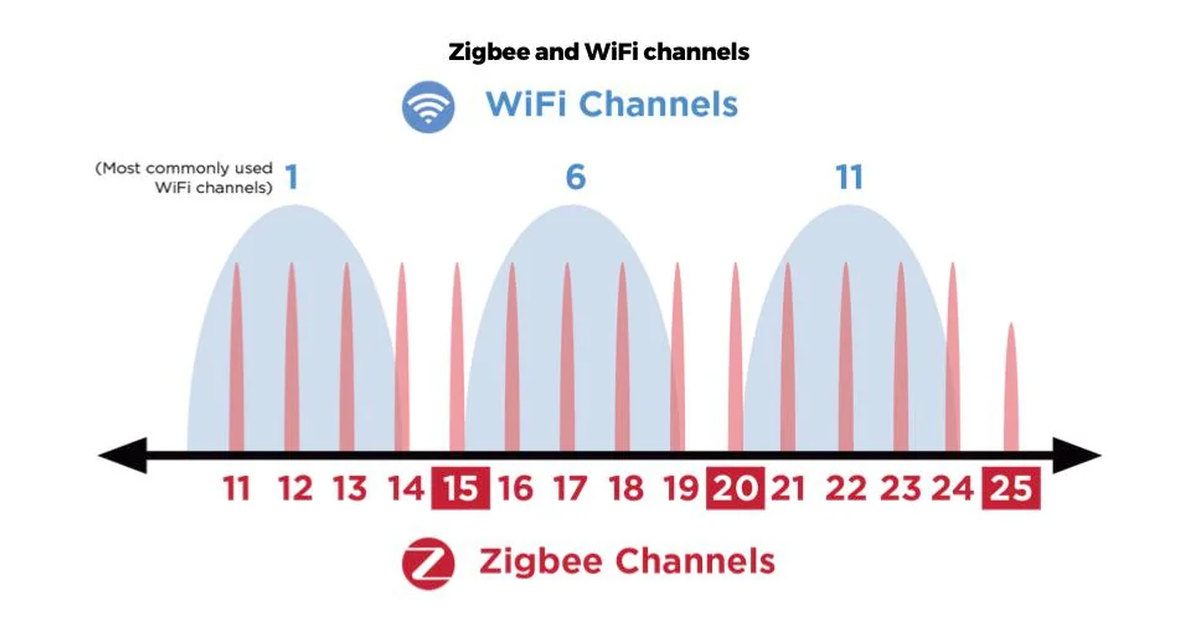 Zigbee and WiFi channels
WiFi Channels
(Most commonly used
WiFi channels)
1 6 11
11 12 13 14 15 16 17 18 19 20 21 22 23 24 25
Z Zigbee Channels